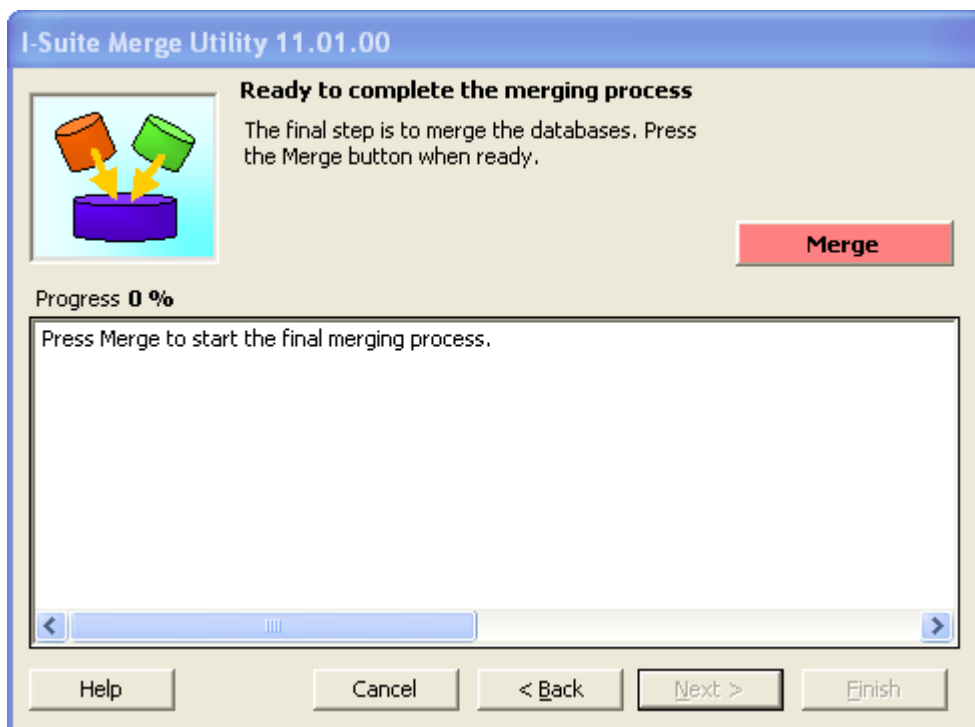 I-Suite Merge Utility 11.01.00
Ready to complete the merging process
The final step is to merge the databases. Press
the Merge button when ready.
Merge
Progress 0 %
Press Merge to start the final merging process.
Help
Cancel
< Back
Next >
Finish